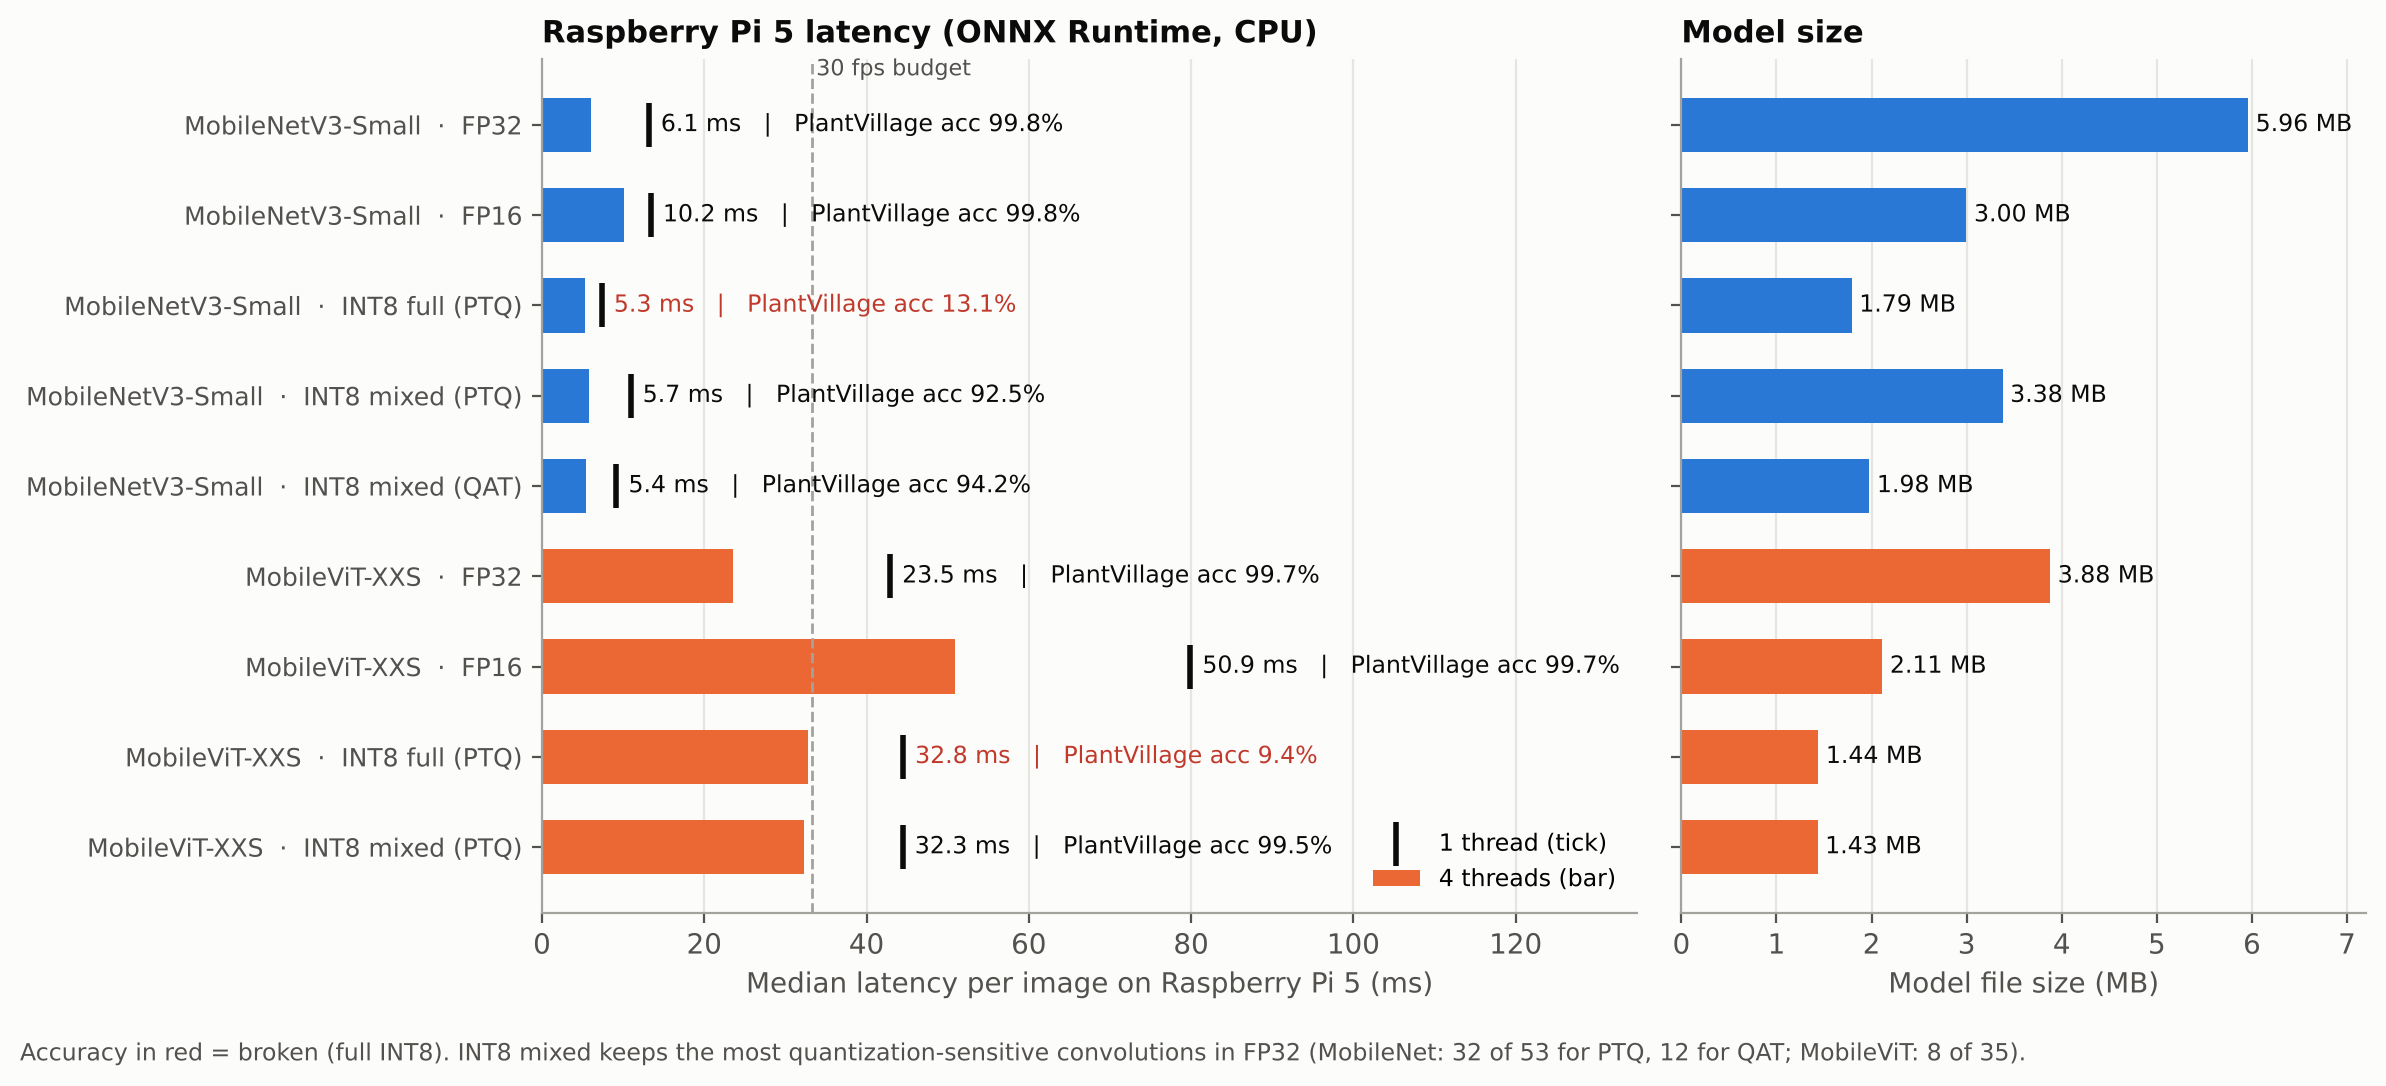 Raspberry Pi 5 latency (ONNX Runtime, CPU)
Model size
30 fps budget
MobileNetV3-Small · FP32
6.1 ms | PlantVillage acc 99.8%
5.96 MB
MobileNetV3-Small · FP16
10.2 ms | PlantVillage acc 99.8%
3.00 MB
MobileNetV3-Small · INT8 full (PTQ)
5.3 ms | PlantVillage acc 13.1%
1.79 MB
MobileNetV3-Small · INT8 mixed (PTQ)
5.7 ms | PlantVillage acc 92.5%
3.38 MB
MobileNetV3-Small · INT8 mixed (QAT)
5.4 ms | PlantVillage acc 94.2%
1.98 MB
MobileViT-XXS · FP32
23.5 ms | PlantVillage acc 99.7%
3.88 MB
MobileViT-XXS · FP16
50.9 ms | PlantVillage acc 99.7%
2.11 MB
MobileViT-XXS · INT8 full (PTQ)
32.8 ms | PlantVillage acc 9.4%
1.44 MB
MobileViT-XXS · INT8 mixed (PTQ)
32.3 ms | PlantVillage acc 99.5%
1.43 MB
1 thread (tick)
4 threads (bar)
0 20 40 60 80 100 120
0 1 2 3 4 5 6 7
Median latency per image on Raspberry Pi 5 (ms)
Model file size (MB)
Accuracy in red = broken (full INT8). INT8 mixed keeps the most quantization-sensitive convolutions in FP32 (MobileNet: 32 of 53 for PTQ, 12 for QAT; MobileViT: 8 of 35).